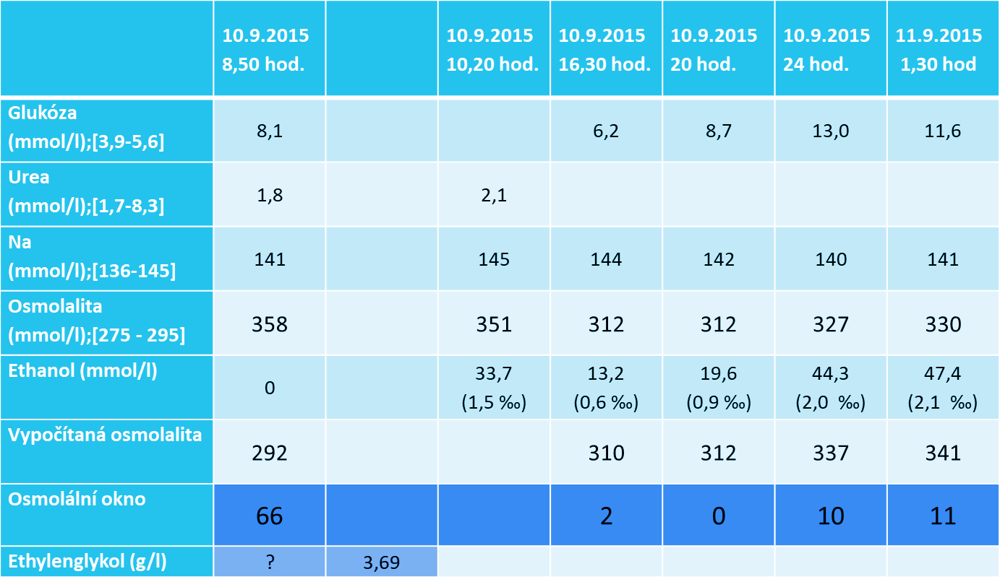 10.9.2015 10.9.2015 10.9.2015 10.9.2015 10.9.2015 11.9.2015
8,50 hod. 10,20 hod. 16,30 hod. 20 hod. 24 hod. 1,30 hod
Glukóza
(mmol/l);[3,9-5,6] 8,1 6,2 8,7 13,0 11,6
Urea
(mmol/l);[1,7-8,3] 1,8 2,1
Na
(mmol/l);[136-145] 141 145 144 142 140 141
Osmolalita
(mmol/l);[275 - 295] 358 351 312 312 327 330
Ethanol (mmol/l) 0 33,7 13,2 19,6 44,3 47,4
(1,5 ‰) (0,6 ‰) (0,9 ‰) (2,0 ‰) (2,1 ‰)
Vypočítaná osmolalita 292 310 312 337 341
Osmolální okno 66 2 0 10 11
Ethylenglykol (g/l) ? 3,69